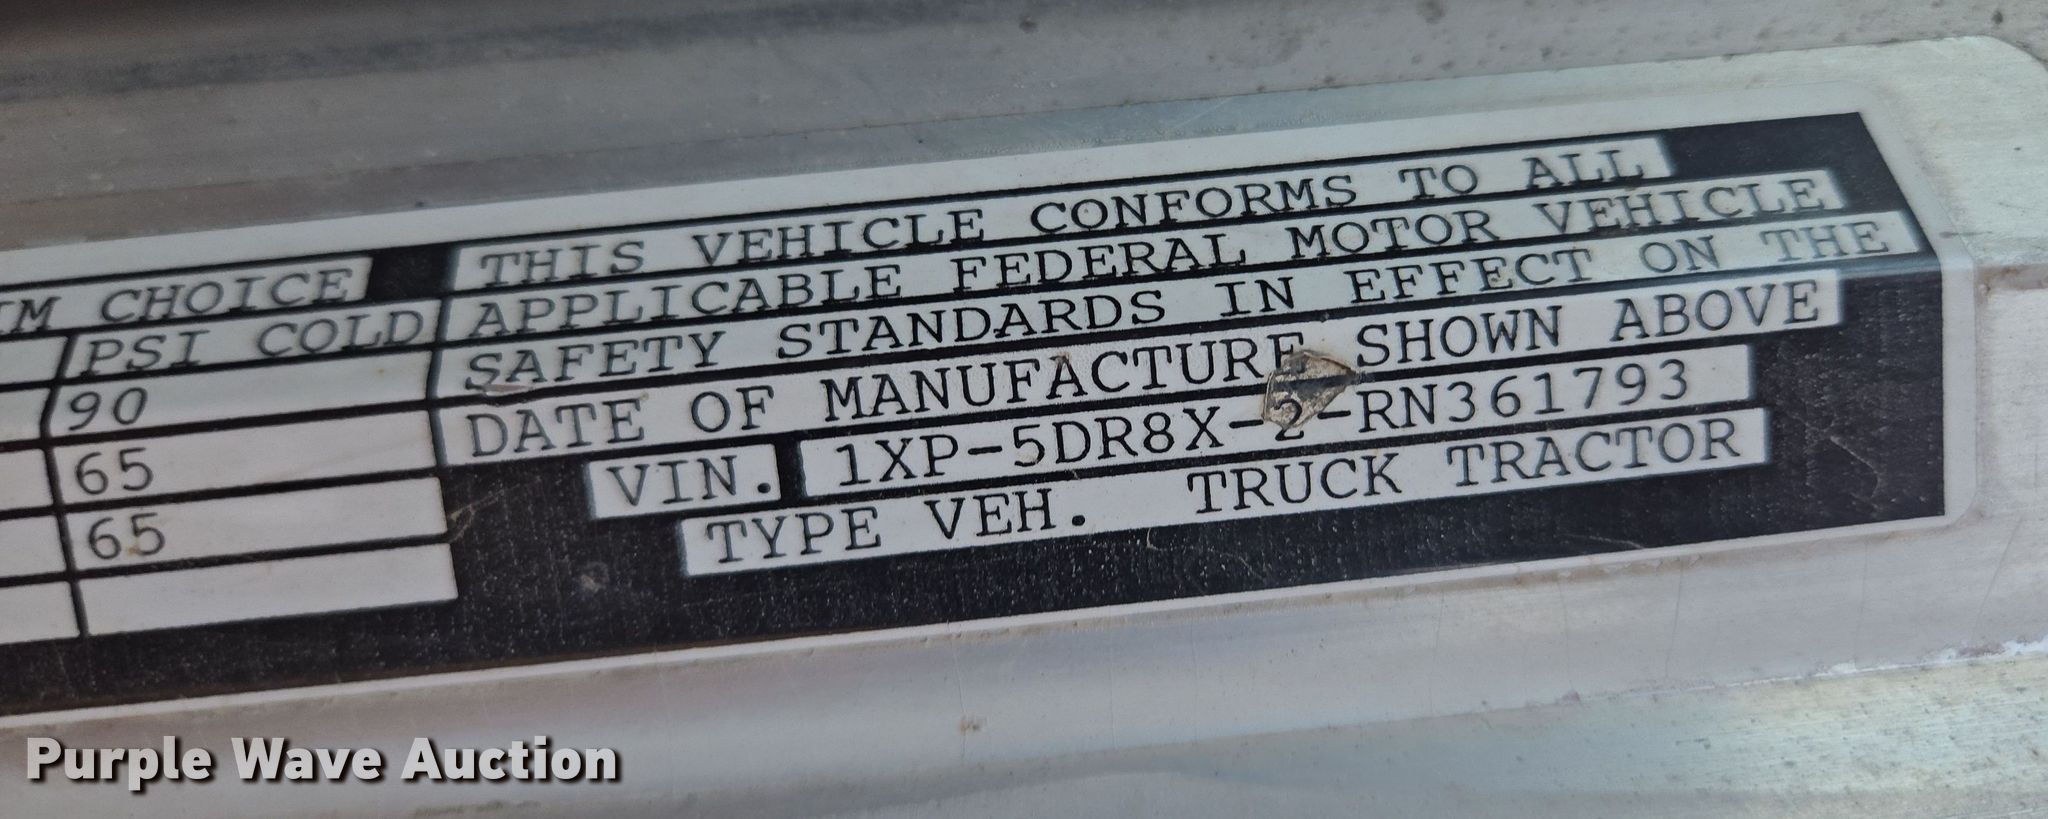 IM CHOICE
PSI COLD
90
65
65
THIS VEHICLE CONFORMS TO ALL
APPLICABLE FEDERAL MOTOR VEHICLE
SAFETY STANDARDS IN EFFECT ON THE
DATE OF MANUFACTURE SHOWN ABOVE
VIN. 1XP-5DR8X-2-RN361793
TYPE VEH. TRUCK TRACTOR
Purple Wave Auction